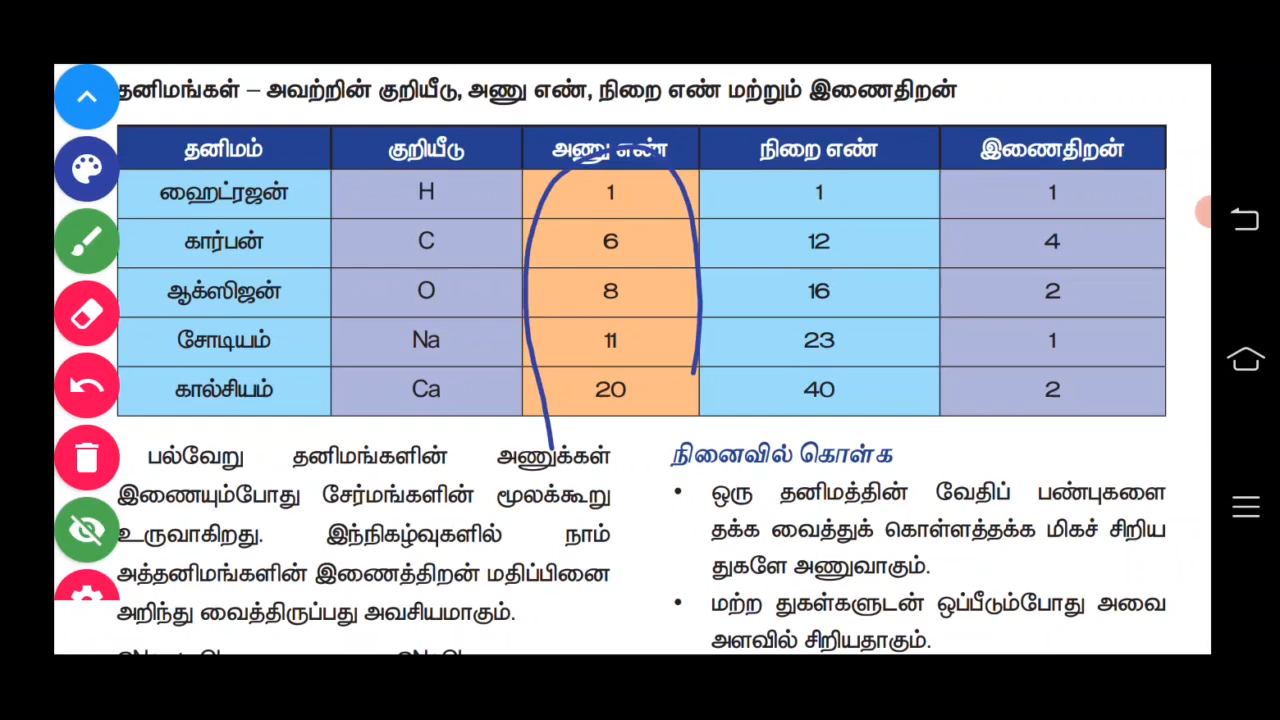 தனிமங்கள் – அவற்றின் குறியீடு, அணு எண், நிறை எண் மற்றும் இணைதிறன்
தனிமம் குறியீடு அணு எண் நிறை எண் இணைதிறன்
ஹைட்ரஜன் H 1 1 1
கார்பன் C 6 12 4
ஆக்ஸிஜன் O 8 16 2
சோடியம் Na 11 23 1
கால்சியம் Ca 20 40 2
பல்வேறு தனிமங்களின் அணுக்கள்
இணையும்போது சேர்மங்களின் மூலக்கூறு
உருவாகிறது. இந்நிகழ்வுகளில் நாம்
அத்தனிமங்களின் இணைத்திறன் மதிப்பினை
அறிந்து வைத்திருப்பது அவசியமாகும்.
நினைவில் கொள்க
• ஒரு தனிமத்தின் வேதிப் பண்புகளை
தக்க வைத்துக் கொள்ளத்தக்க மிகச் சிறிய
துகளே அணுவாகும்.
• மற்ற துகள்களுடன் ஒப்பீடும்போது அவை
அளவில் சிறியதாகும்.